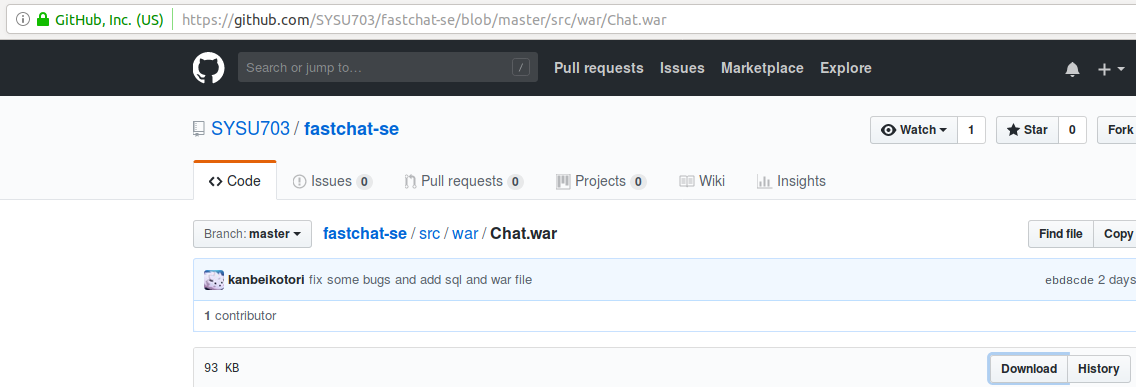 GitHub, Inc. (US) https://github.com/SYSU703/fastchat-se/blob/master/src/war/Chat.war
Search or jump to… / Pull requests Issues Marketplace Explore
SYSU703 / fastchat-se Watch 1 Star 0 Fork
Code Issues 0 Pull requests 0 Projects 0 Wiki Insights
Branch: master fastchat-se / src / war / Chat.war Find file Copy
kanbeikotori fix some bugs and add sql and war file ebd8cde 2 days
1 contributor
93 KB Download History